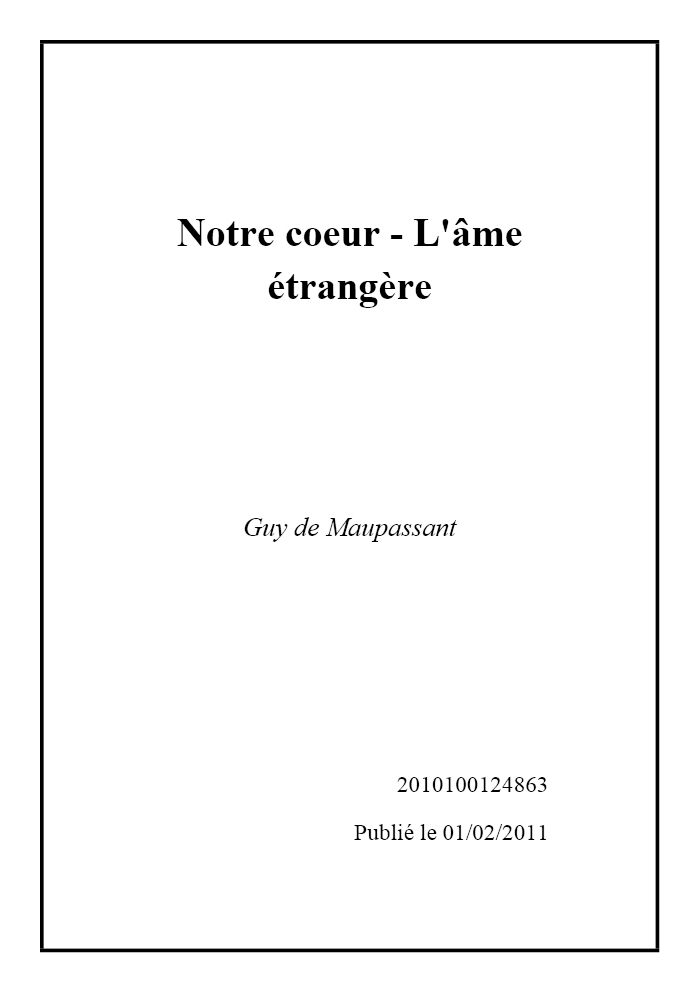 Notre coeur - L'âme
étrangère
Guy de Maupassant
2010100124863
Publié le 01/02/2011